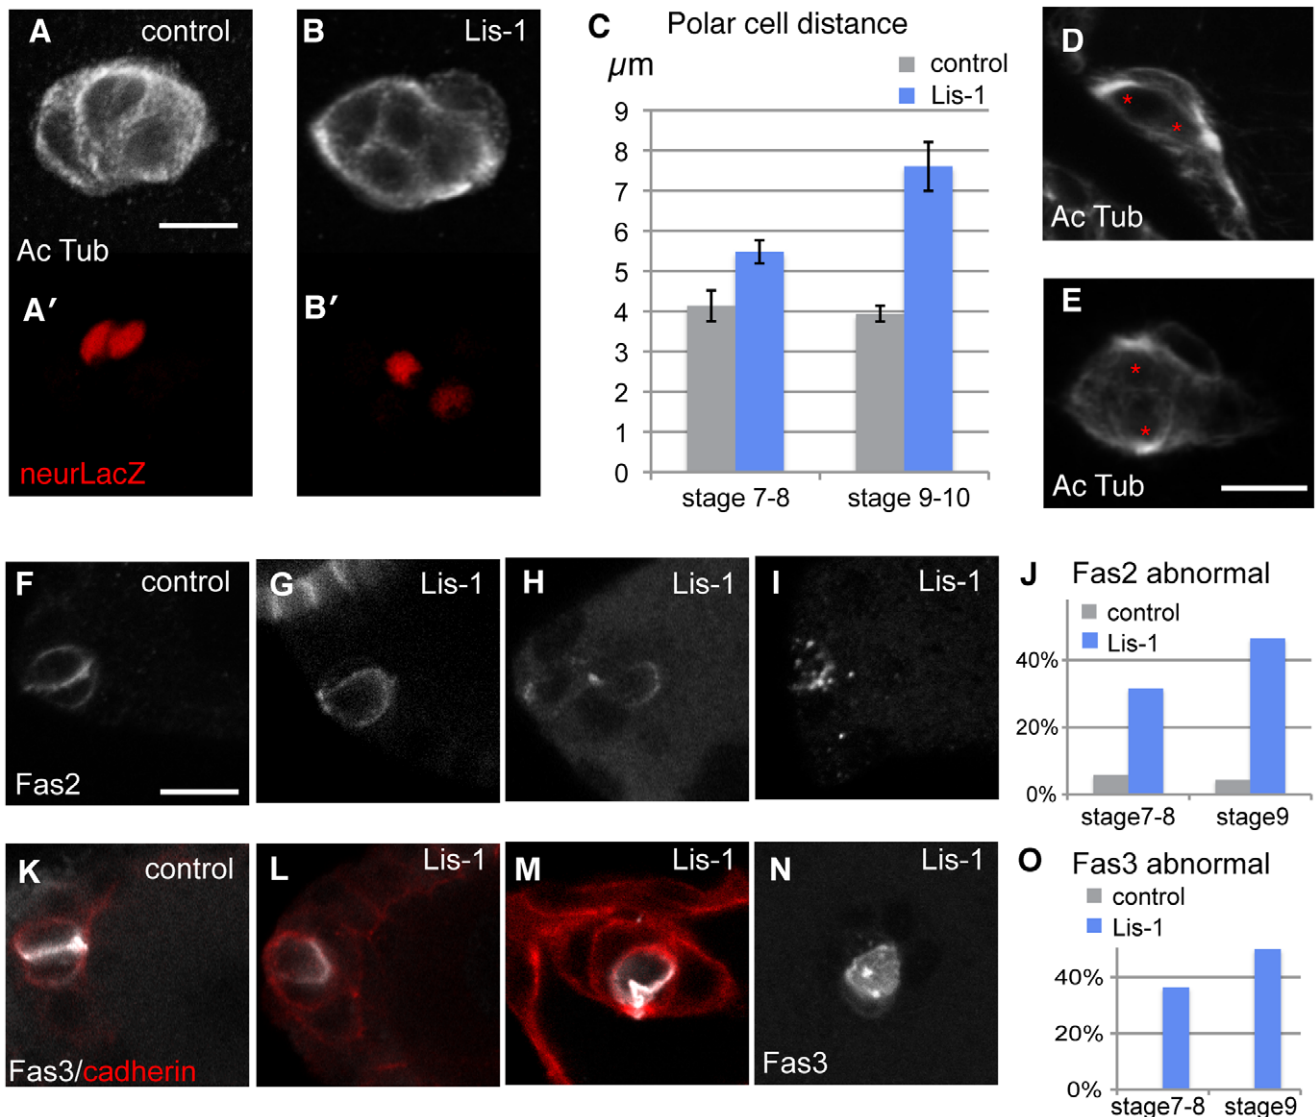 A control
Ac Tub
A′
neurLacZ
B Lis-1
B′
C Polar cell distance
µm
control
Lis-1
9
8
7
6
5
4
3
2
1
0
stage 7-8 stage 9-10
D
* *
Ac Tub
E
* *
Ac Tub
F control
Fas2
G Lis-1
H Lis-1
I Lis-1
J Fas2 abnormal
control
Lis-1
40%
20%
0%
stage7-8 stage9
K control
Fas3/cadherin
L Lis-1
M Lis-1
N Lis-1
Fas3
O Fas3 abnormal
control
Lis-1
40%
20%
0%
stage7-8 stage9